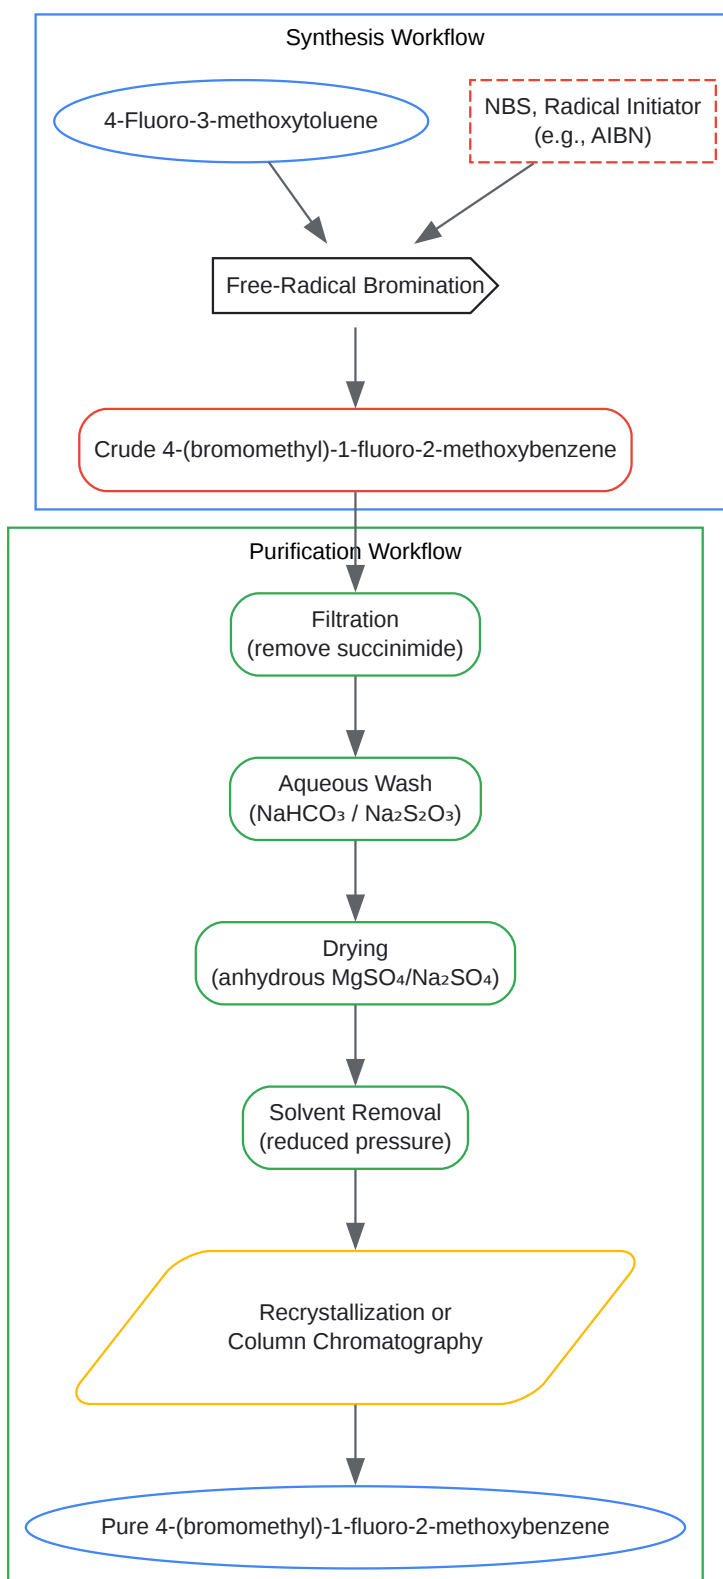 Synthesis Workflow
4-Fluoro-3-methoxytoluene
NBS, Radical Initiator
(e.g., AIBN)
Free-Radical Bromination
Crude 4-(bromomethyl)-1-fluoro-2-methoxybenzene
Purification Workflow
Filtration
(remove succinimide)
Aqueous Wash
(NaHCO₃ / Na₂S₂O₃)
Drying
(anhydrous MgSO₄/Na₂SO₄)
Solvent Removal
(reduced pressure)
Recrystallization or
Column Chromatography
Pure 4-(bromomethyl)-1-fluoro-2-methoxybenzene